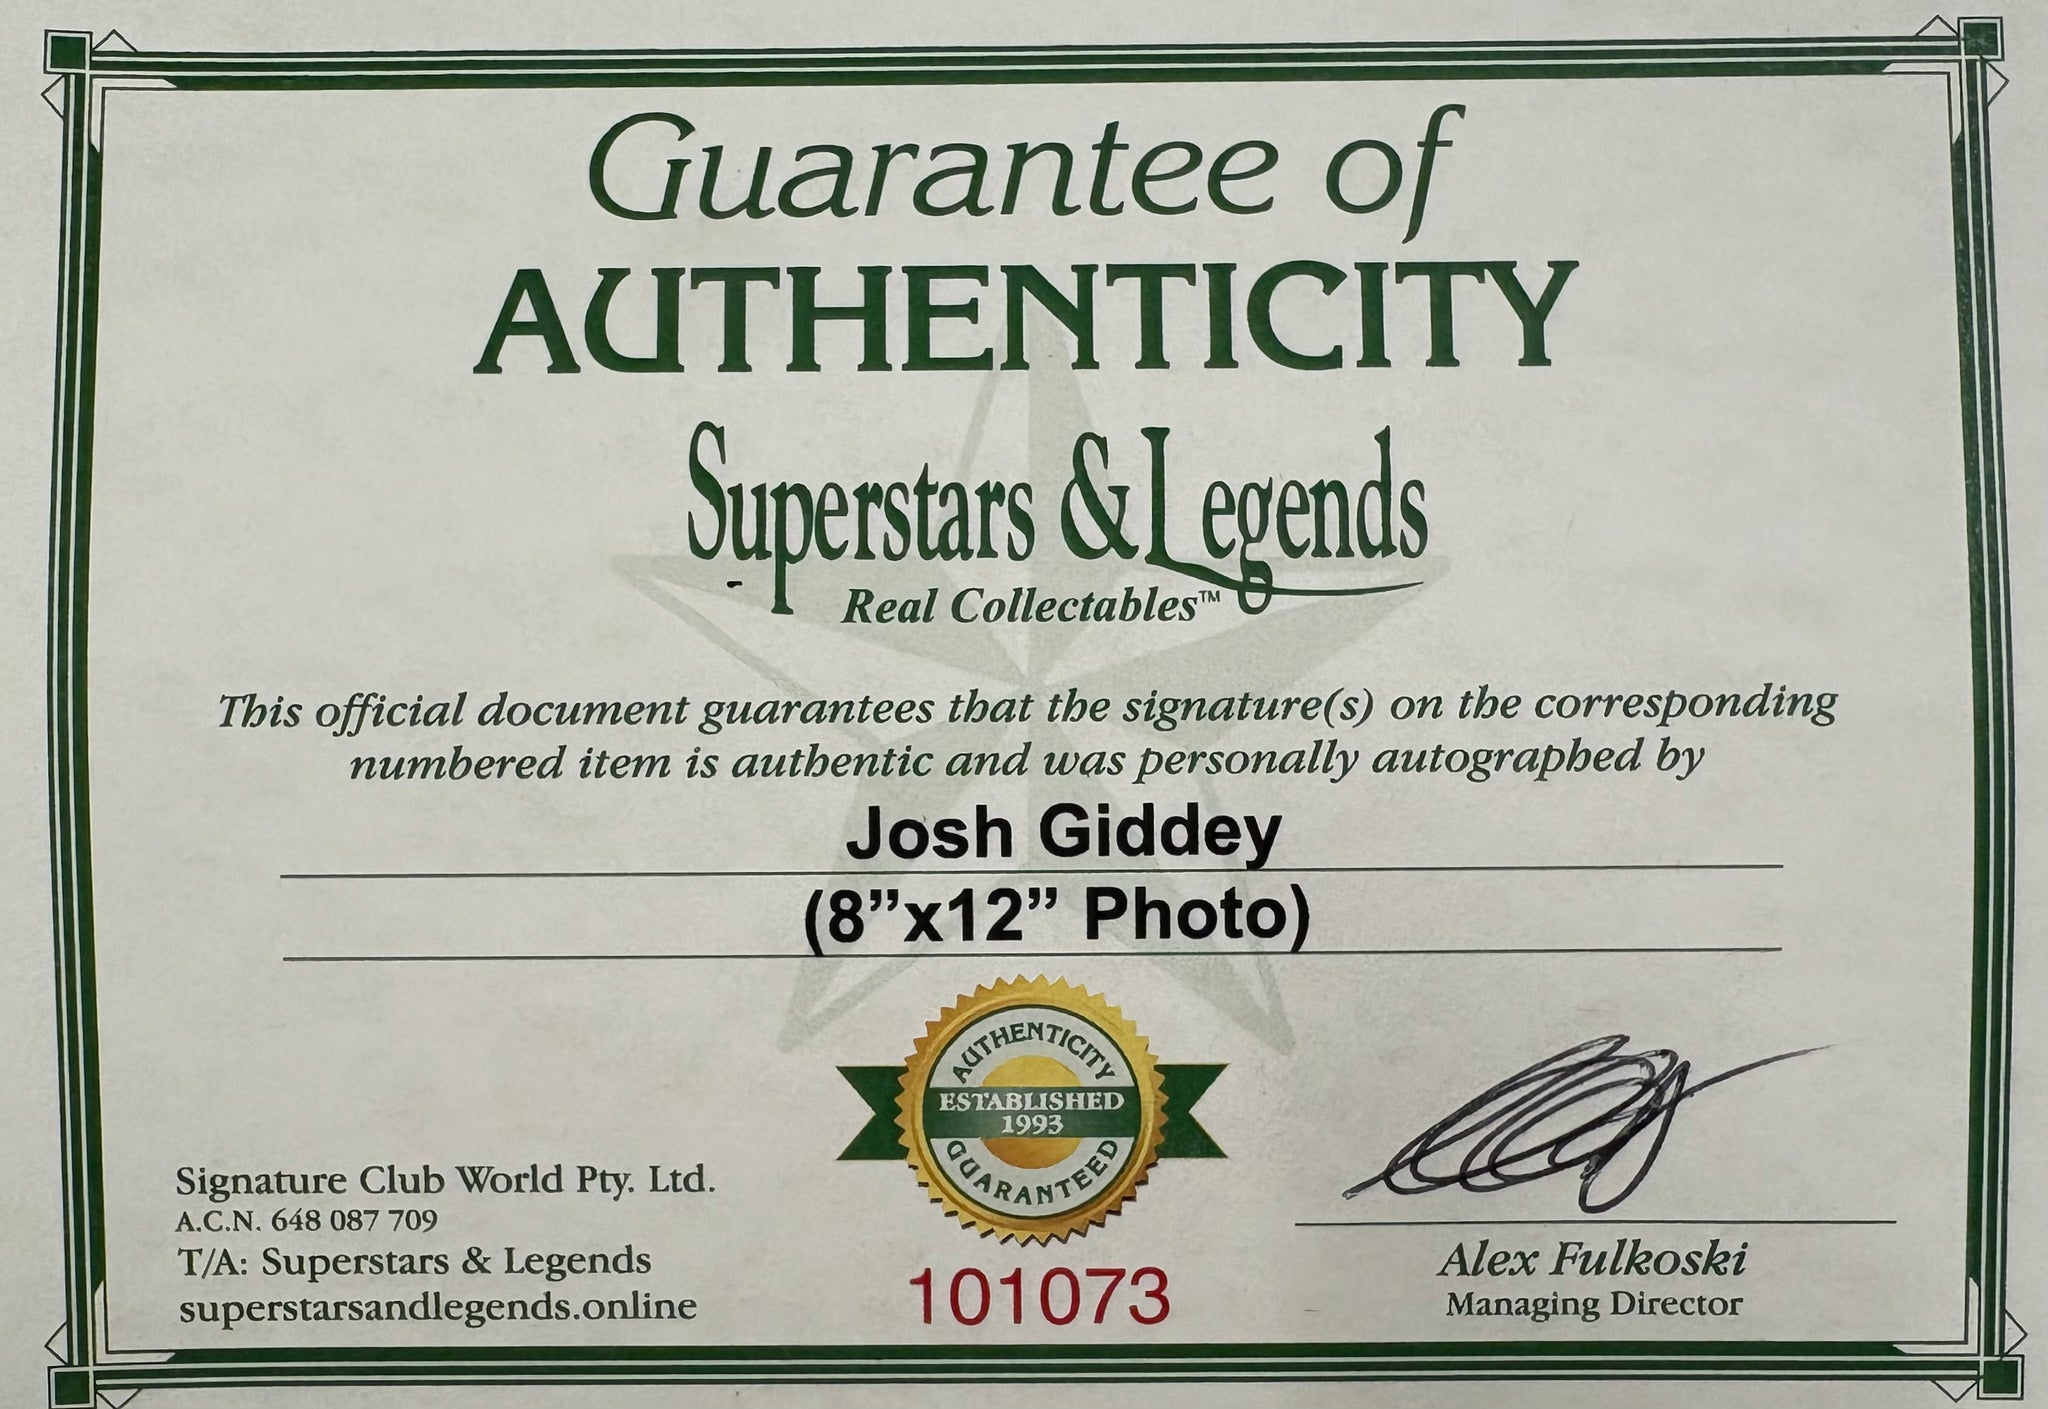 Guarantee of
AUTHENTICITY
Superstars & Legends
Real Collectables™
This official document guarantees that the signature(s) on the corresponding
numbered item is authentic and was personally autographed by
Josh Giddey
(8”x12” Photo)
AUTHENTICITY
ESTABLISHED
1993
GUARANTEED
Signature Club World Pty. Ltd.
A.C.N. 648 087 709
T/A: Superstars & Legends
superstarsandlegends.online
101073
Alex Fulkoski
Managing Director